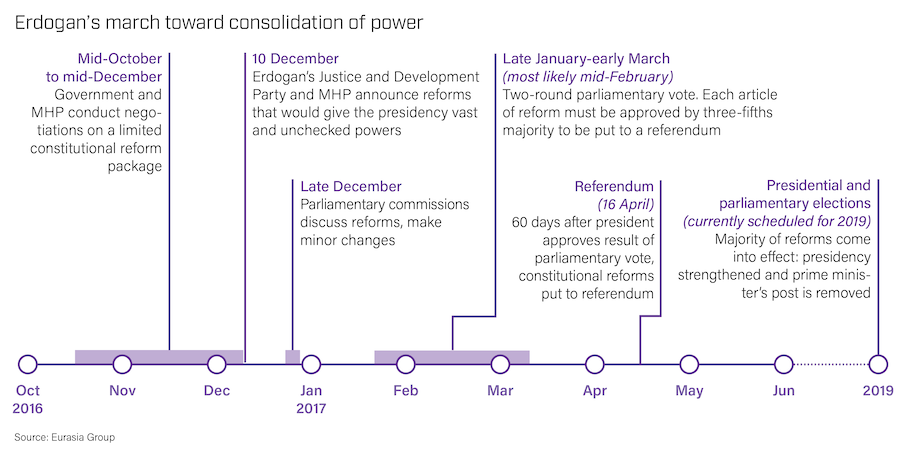 Erdogan's march toward consolidation of power
Mid-October
to mid-December
Government and
MHP conduct nego-
tiations on a limited
constitutional reform
package
10 December
Erdogan's Justice and Development
Party and MHP announce reforms
that would give the presidency vast
and unchecked powers
Late January-early March
(most likely mid-February)
Two-round parliamentary vote. Each article
of reform must be approved by three-fifths
majority to be put to a referendum
Late December
Parliamentary commissions
discuss reforms, make
minor changes
Referendum
(16 April)
60 days after president
approves result of
parliamentary vote,
constitutional reforms
put to referendum
Presidential and
parliamentary elections
(currently scheduled for 2019)
Majority of reforms come
into effect: presidency
strengthened and prime minis-
ter's post is removed
Oct
2016
Nov
Dec
Jan
2017
Feb
Mar
Apr
May
Jun
2019
Source: Eurasia Group